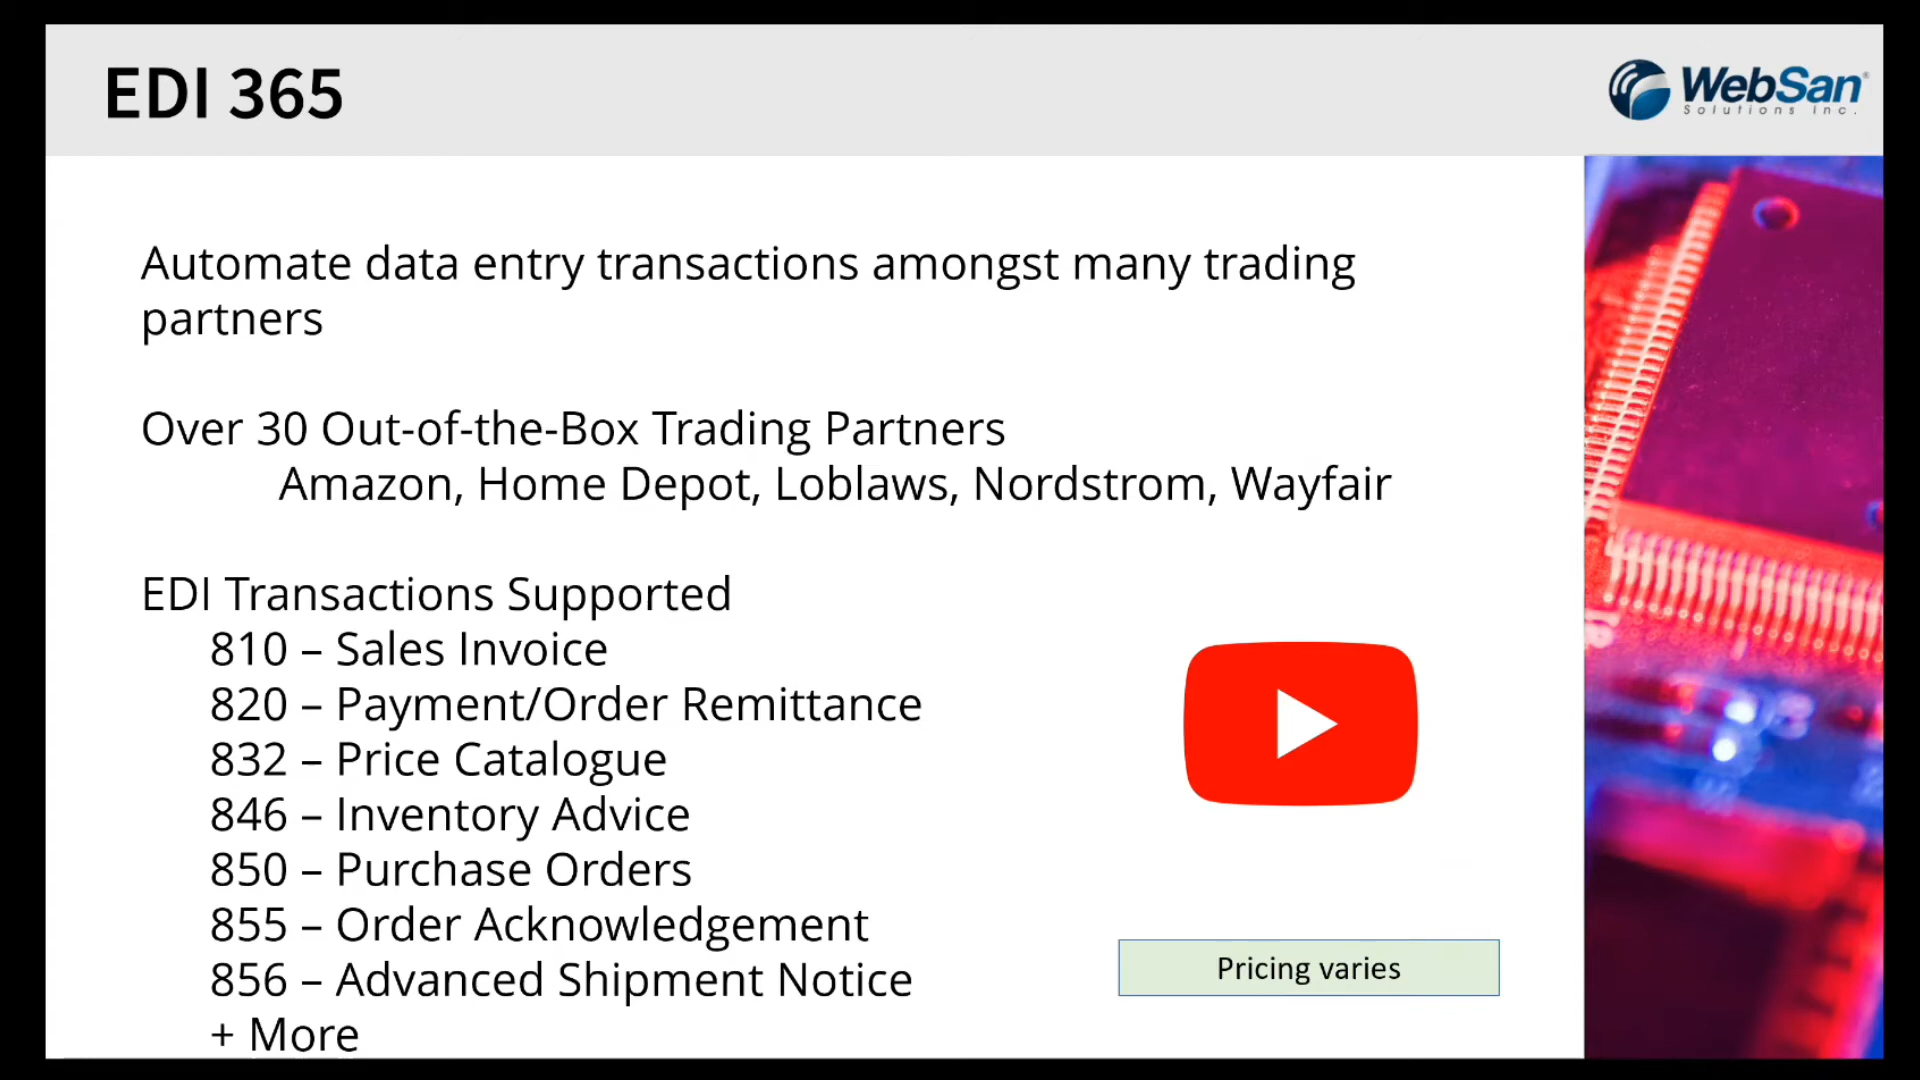 EDI 365
WebSan
Solutions Inc.
Automate data entry transactions amongst many trading
partners
Over 30 Out-of-the-Box Trading Partners
Amazon, Home Depot, Loblaws, Nordstrom, Wayfair
EDI Transactions Supported
810 – Sales Invoice
820 – Payment/Order Remittance
832 – Price Catalogue
846 – Inventory Advice
850 – Purchase Orders
855 – Order Acknowledgement
856 – Advanced Shipment Notice
+ More
Pricing varies